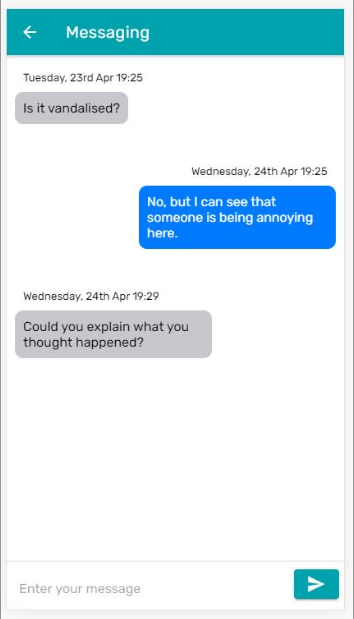 Messaging
Tuesday, 23rd Apr 19:25
Is it vandalised?
Wednesday, 24th Apr 19:25
No, but I can see that
someone is being annoying
here.
Wednesday, 24th Apr 19:29
Could you explain what you
thought happened?
Enter your message